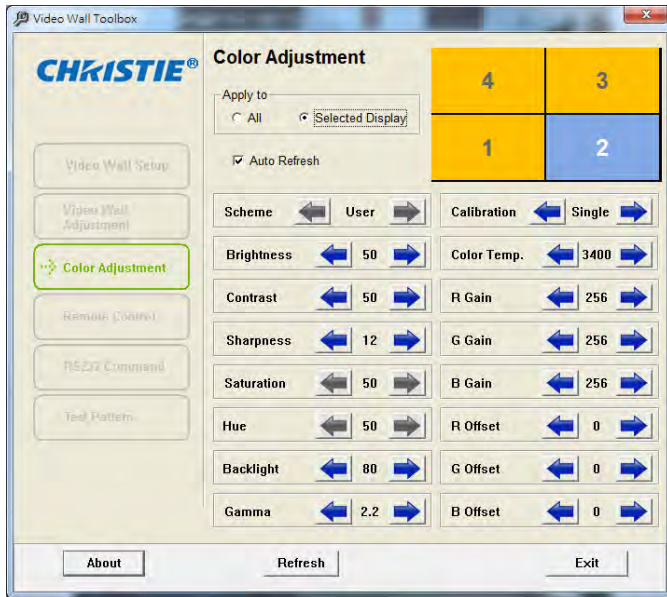 Video Wall Toolbox
CHRISTIE®
Color Adjustment
Apply to
All
Selected Display
Auto Refresh
4
3
1
2
Video Wall Setup
Video Wall
Adjustment
Color Adjustment
Remote Control
RS232 Command
Test Pattern
Scheme User
Brightness 50
Contrast 50
Sharpness 12
Saturation 50
Hue 50
Backlight 80
Gamma 2.2
Calibration Single
Color Temp. 3400
R Gain 256
G Gain 256
B Gain 256
R Offset 0
G Offset 0
B Offset 0
About
Refresh
Exit